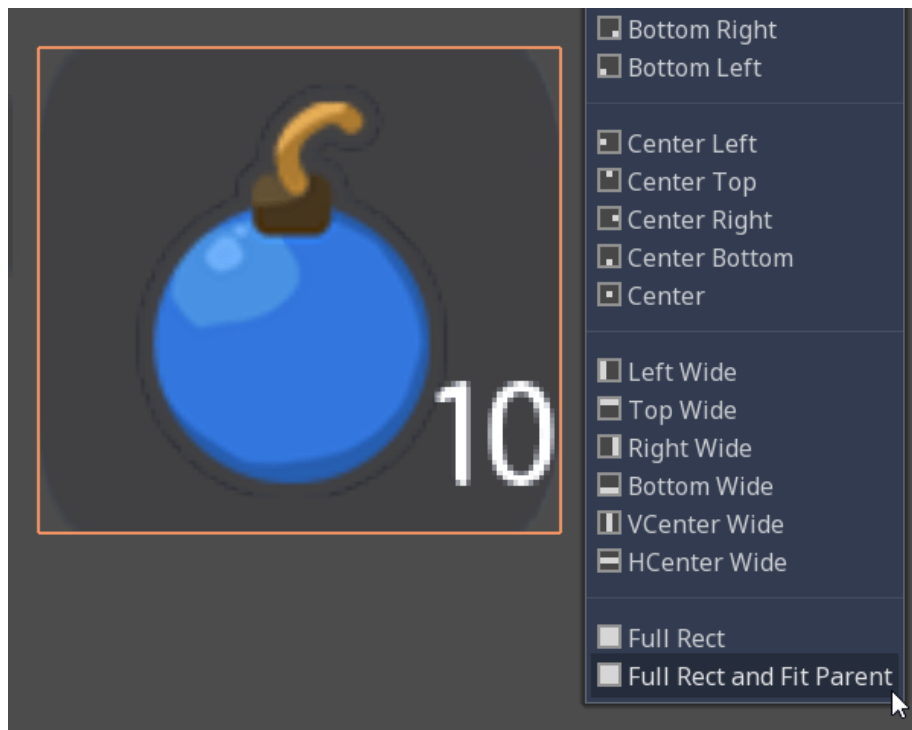 10
Bottom Right
Bottom Left
Center Left
Center Top
Center Right
Center Bottom
Center
Left Wide
Top Wide
Right Wide
Bottom Wide
VCenter Wide
HCenter Wide
Full Rect
Full Rect and Fit Parent